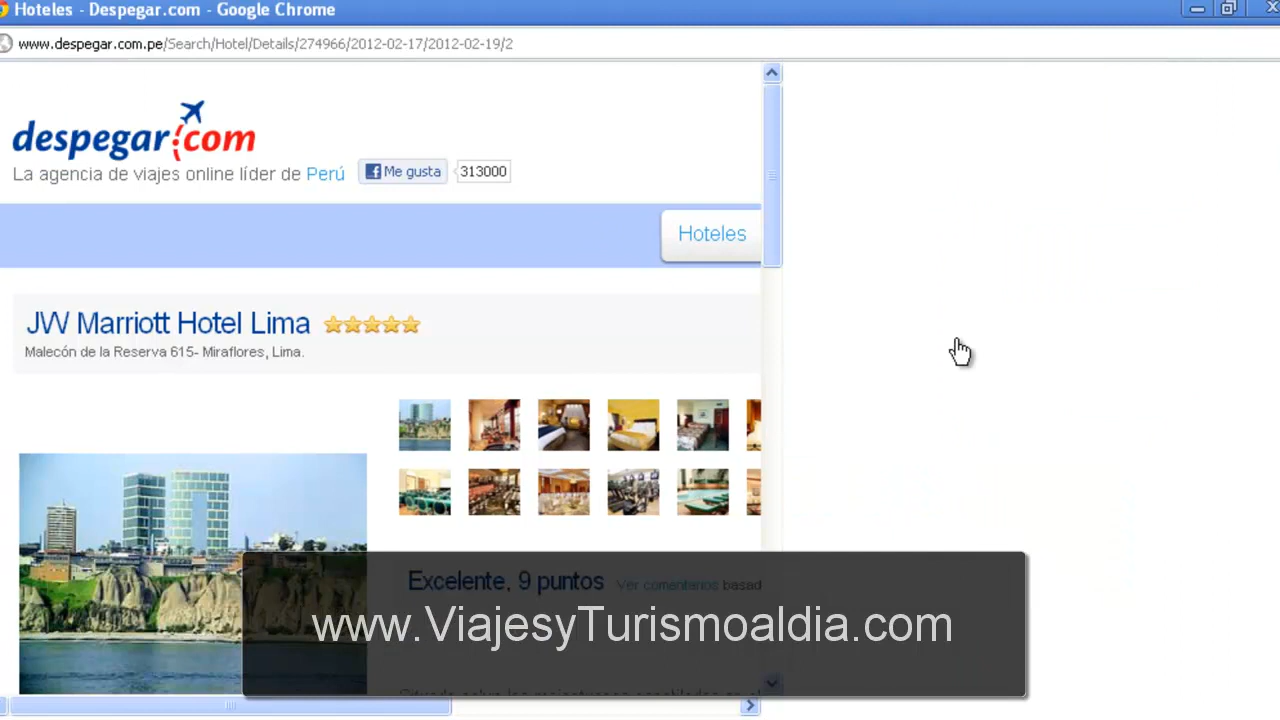 Hoteles - Despegar.com - Google Chrome
www.despegar.com.pe/Search/Hotel/Details/274966/2012-02-17/2012-02-19/2
despegar.com
La agencia de viajes online líder de Perú
Me gusta
313000
Hoteles
JW Marriott Hotel Lima
Malecón de la Reserva 615- Miraflores, Lima.
Excelente, 9 puntos Ver comentarios basad
www.ViajesyTurismoaldia.com